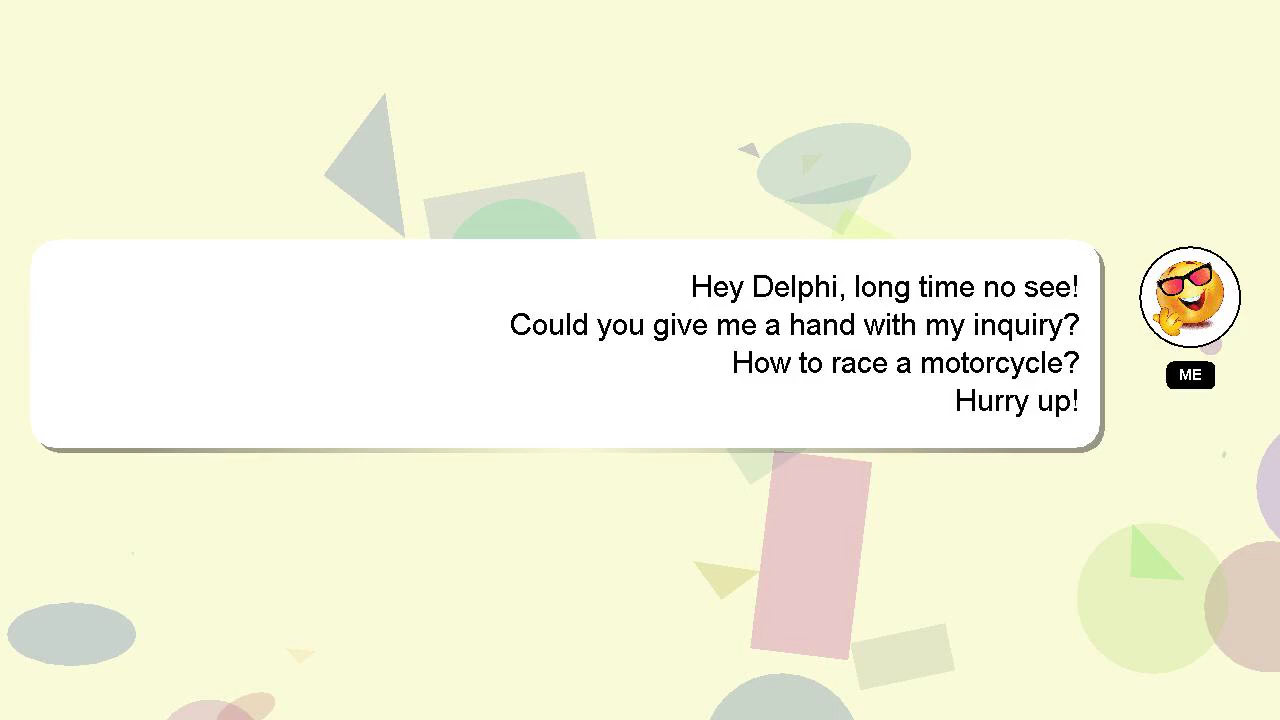 Hey Delphi, long time no see!
Could you give me a hand with my inquiry?
How to race a motorcycle?
Hurry up!
ME